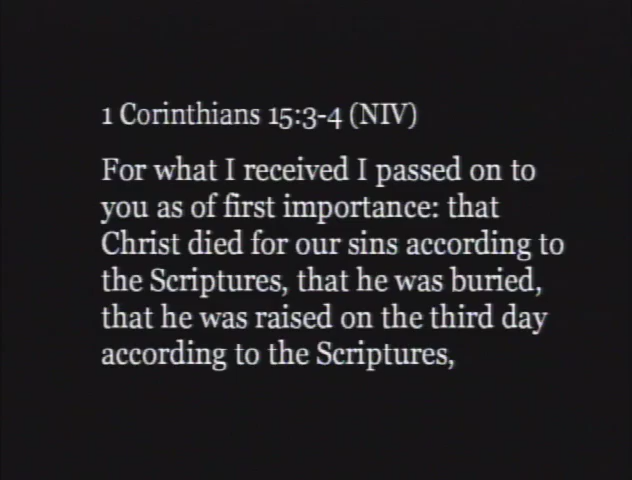 1 Corinthians 15:3-4 (NIV)
For what I received I passed on to
you as of first importance: that
Christ died for our sins according to
the Scriptures, that he was buried,
that he was raised on the third day
according to the Scriptures,